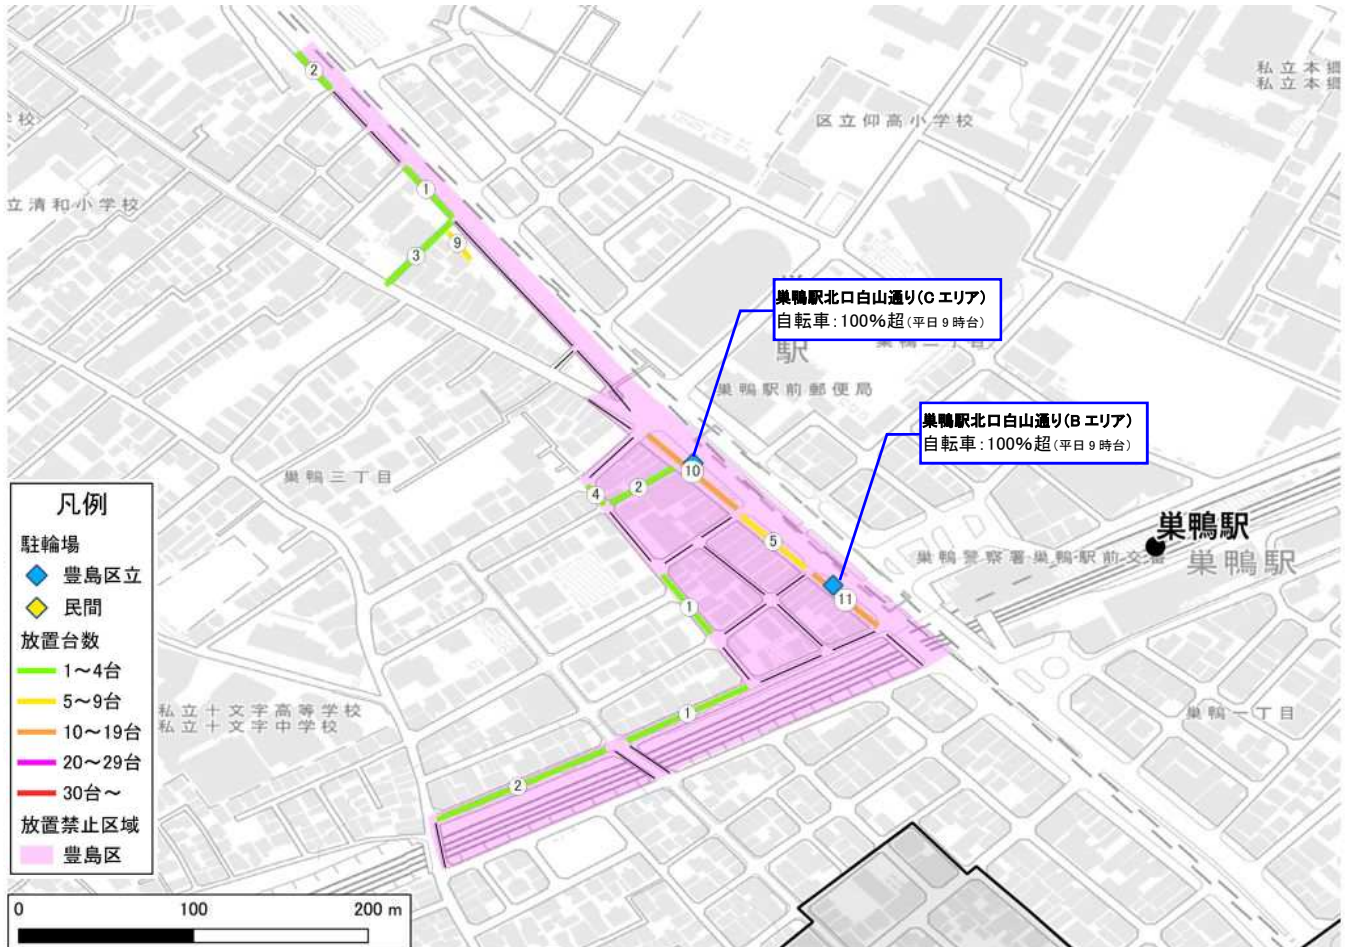 私立本郷
私立本郷
区立仰高小学校
学校
立清和小学校
2
1
3
9
巣鴨駅北口白山通り(Cエリア)
自転車:100%超(平日9時台)
駅
巣鴨二丁目
巣鴨駅前郵便局
巣鴨駅北口白山通り(Bエリア)
自転車:100%超(平日9時台)
巣鴨三丁目
10
2
4
5
11
1
1
2
巣鴨駅
巣鴨警察署巣鴨駅前交番
巣鴨駅
巣鴨一丁目
私立十文字高等学校
私立十文字中学校
凡例
駐輪場
豊島区立
民間
放置台数
1～4台
5～9台
10～19台
20～29台
30台～
放置禁止区域
豊島区
0 100 200 m